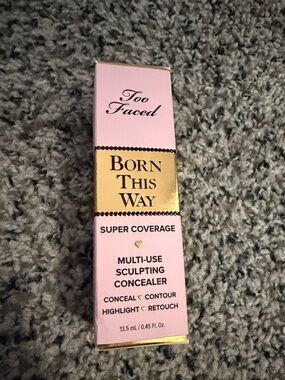 Too
Faced
BORN
THIS
WAY
SUPER COVERAGE
MULTI-USE
SCULPTING
CONCEALER
CONCEAL CONTOUR
HIGHLIGHT RETOUCH
13.5 mL / 0.45 Fl. Oz.